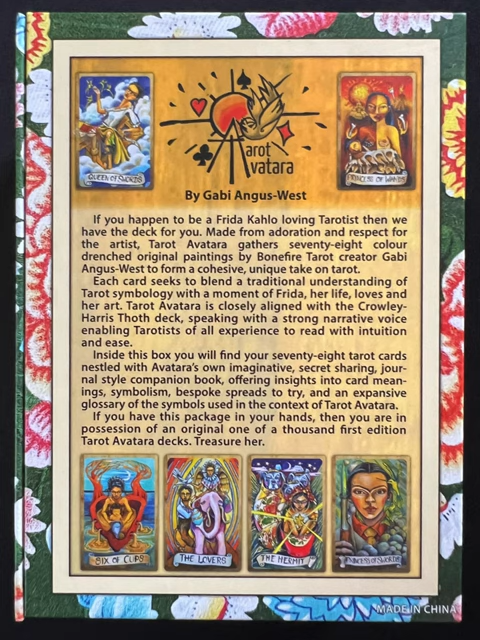 QUEEN OF SWORDS
PRINCESS OF WANDS
Tarot
Avatara
By Gabi Angus-West
If you happen to be a Frida Kahlo loving Tarotist then we
have the deck for you. Made from adoration and respect for
the artist, Tarot Avatara gathers seventy-eight colour
drenched original paintings by Bonefire Tarot creator Gabi
Angus-West to form a cohesive, unique take on tarot.
Each card seeks to blend a traditional understanding of
Tarot symbology with a moment of Frida, her life, loves and
her art. Tarot Avatara is closely aligned with the Crowley-
Harris Thoth deck, speaking with a strong narrative voice
enabling Tarotists of all experience to read with intuition
and ease.
Inside this box you will find your seventy-eight tarot cards
nestled with Avatara's own imaginative, secret sharing, jour-
nal style companion book, offering insights into card mean-
ings, symbolism, bespoke spreads to try, and an expansive
glossary of the symbols used in the context of Tarot Avatara.
If you have this package in your hands, then you are in
possession of an original one of a thousand first edition
Tarot Avatara decks. Treasure her.
SIX OF CUPS
THE LOVERS
THE HERMIT
PRINCESS OF SWORDS
MADE IN CHINA